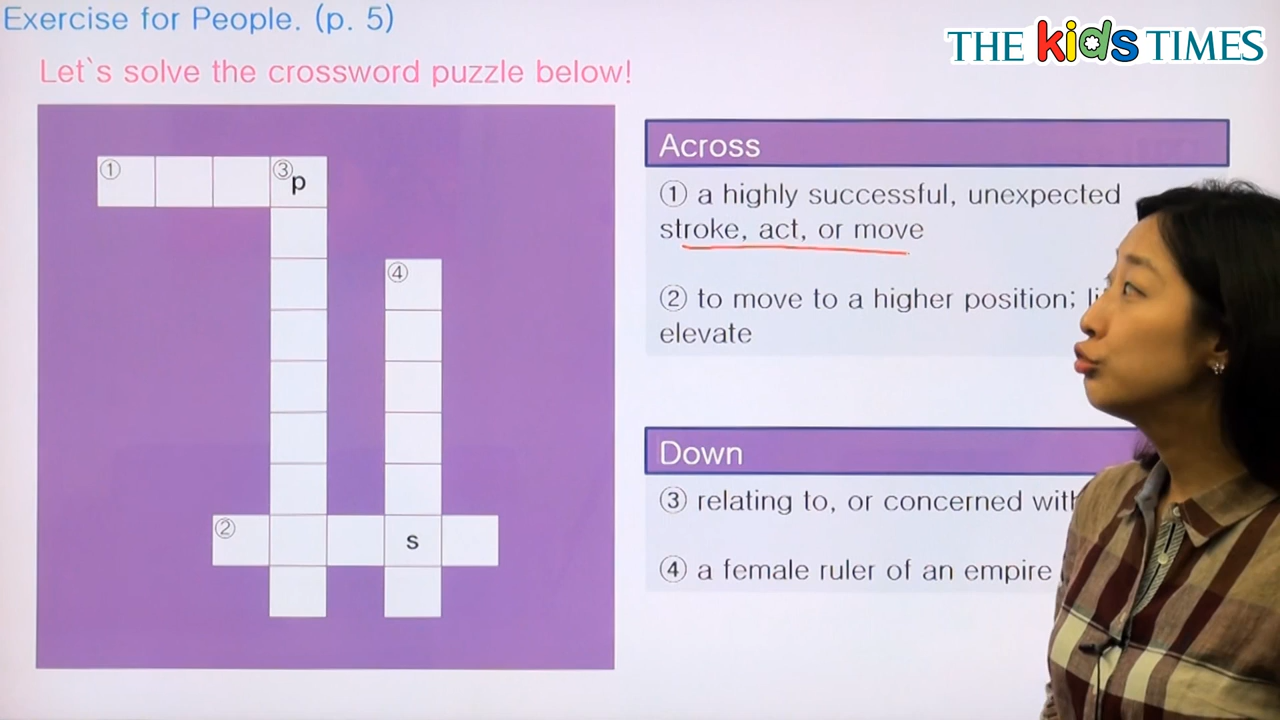 Exercise for People. (p. 5)
THE kids TIMES
Let`s solve the crossword puzzle below!
① ③ p
④
② s
Across
① a highly successful, unexpected
stroke, act, or move
② to move to a higher position;
elevate
Down
③ relating to, or concerned with
④ a female ruler of an empire